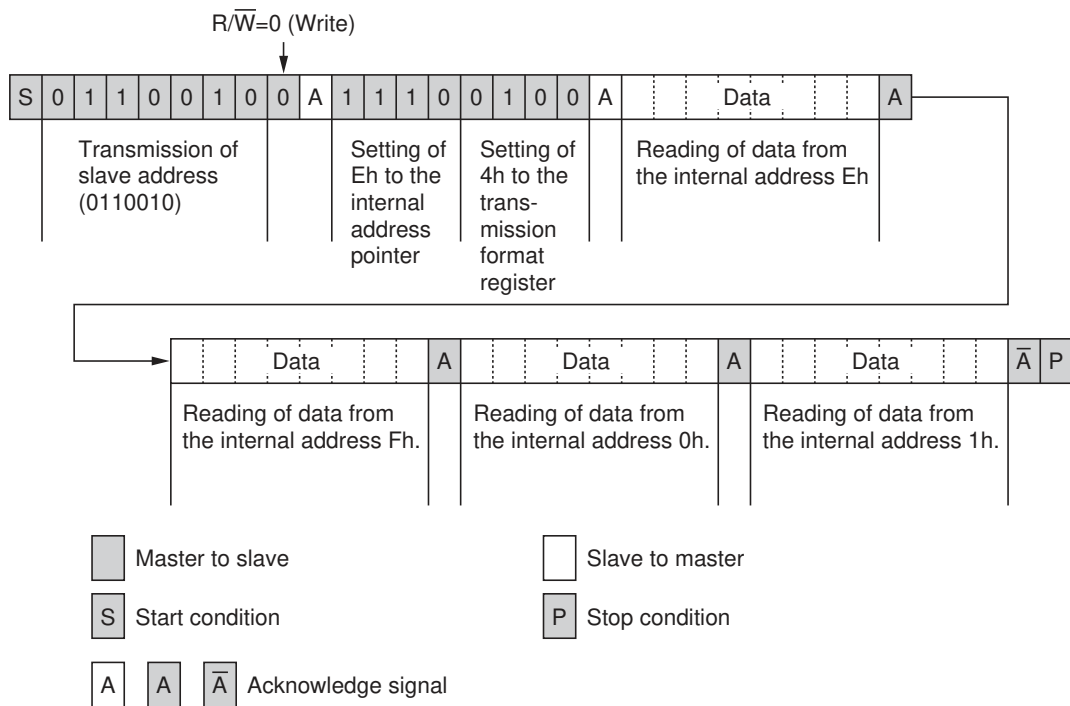 R/W̅=0 (Write)
S 0 1 1 0 0 1 0 0 A 1 1 1 0 0 1 0 0 A Data A
Transmission of
slave address
(0110010)
Setting of
Eh to the
internal
address
pointer
Setting of
4h to the
trans-
mission
format
register
Reading of data from
the internal address Eh
Data A Data A Data A̅ P
Reading of data from
the internal address Fh.
Reading of data from
the internal address 0h.
Reading of data from
the internal address 1h.
Master to slave
Slave to master
S Start condition
P Stop condition
A A A̅ Acknowledge signal